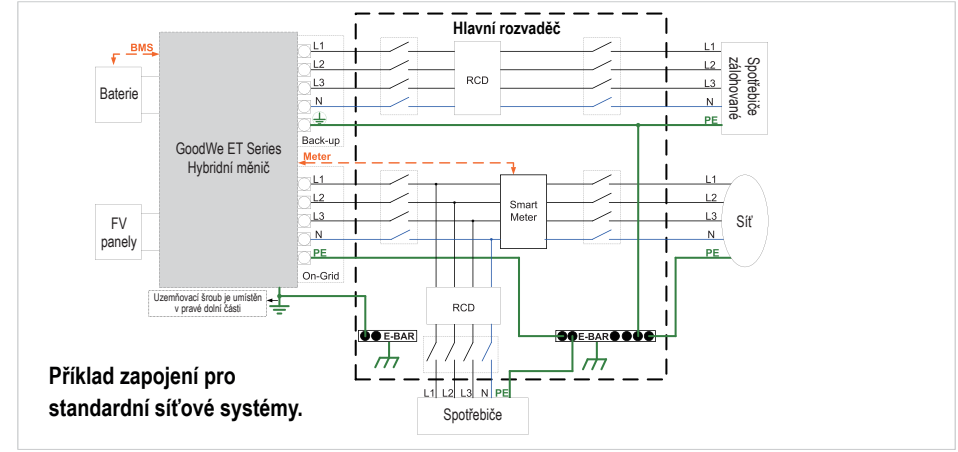 Hlavní rozvaděč
BMS
Baterie
GoodWe ET Series
Hybridní měnič
L1
L2
L3
N
Back-up
RCD
L1
L2
L3
N
PE
Spotřebiče
zálohované
Meter
L1
L2
L3
N
PE
On-Grid
Smart
Meter
L1
L2
L3
N
PE
Síť
FV
panely
Uzemňovací šroub je umístěn
v pravé dolní části
RCD
E-BAR
E-BAR
L1 L2 L3 N PE
Spotřebiče
Příklad zapojení pro
standardní síťové systémy.